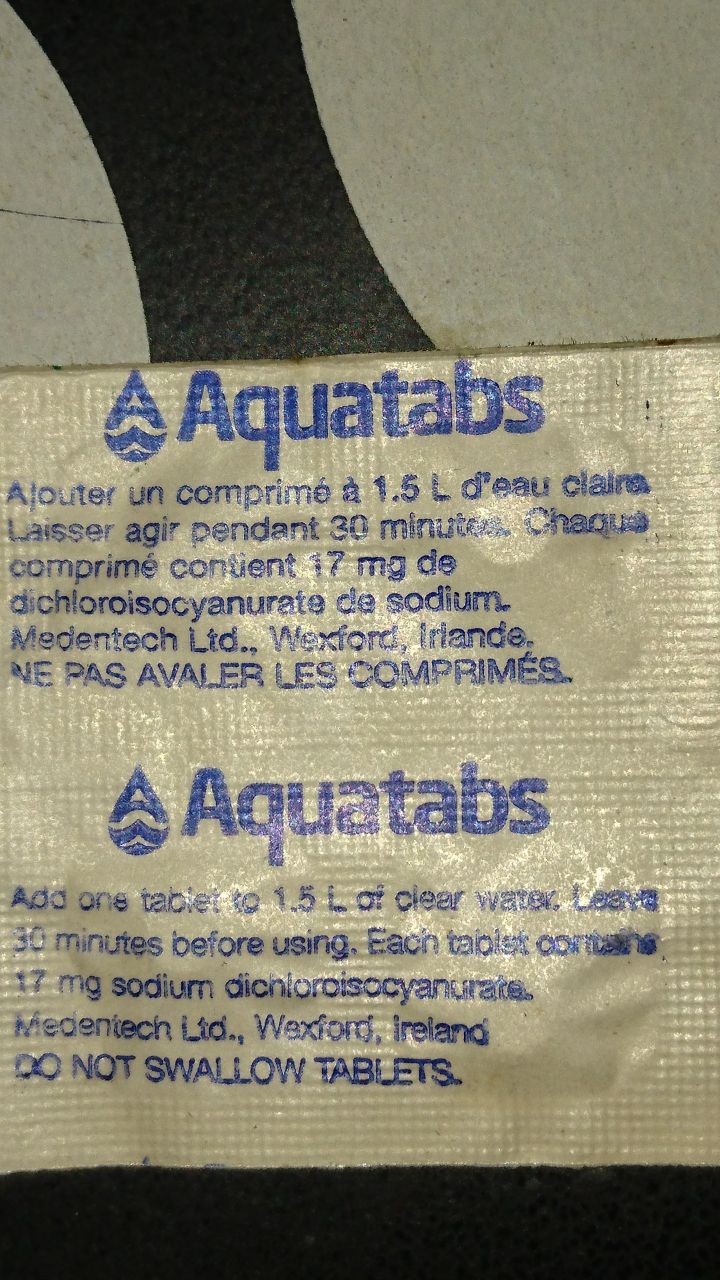 Aquatabs
Ajouter un comprimé à 1.5 L d'eau claire.
Laisser agir pendant 30 minutes. Chaque
comprimé contient 17 mg de
dichloroisocyanurate de sodium.
Medentech Ltd., Wexford, Irlande.
NE PAS AVALER LES COMPRIMÉS.
Aquatabs
Add one tablet to 1.5 L of clear water. Leave
30 minutes before using. Each tablet contains
17 mg sodium dichloroisocyanurate.
Medentech Ltd., Wexford, Ireland
DO NOT SWALLOW TABLETS.